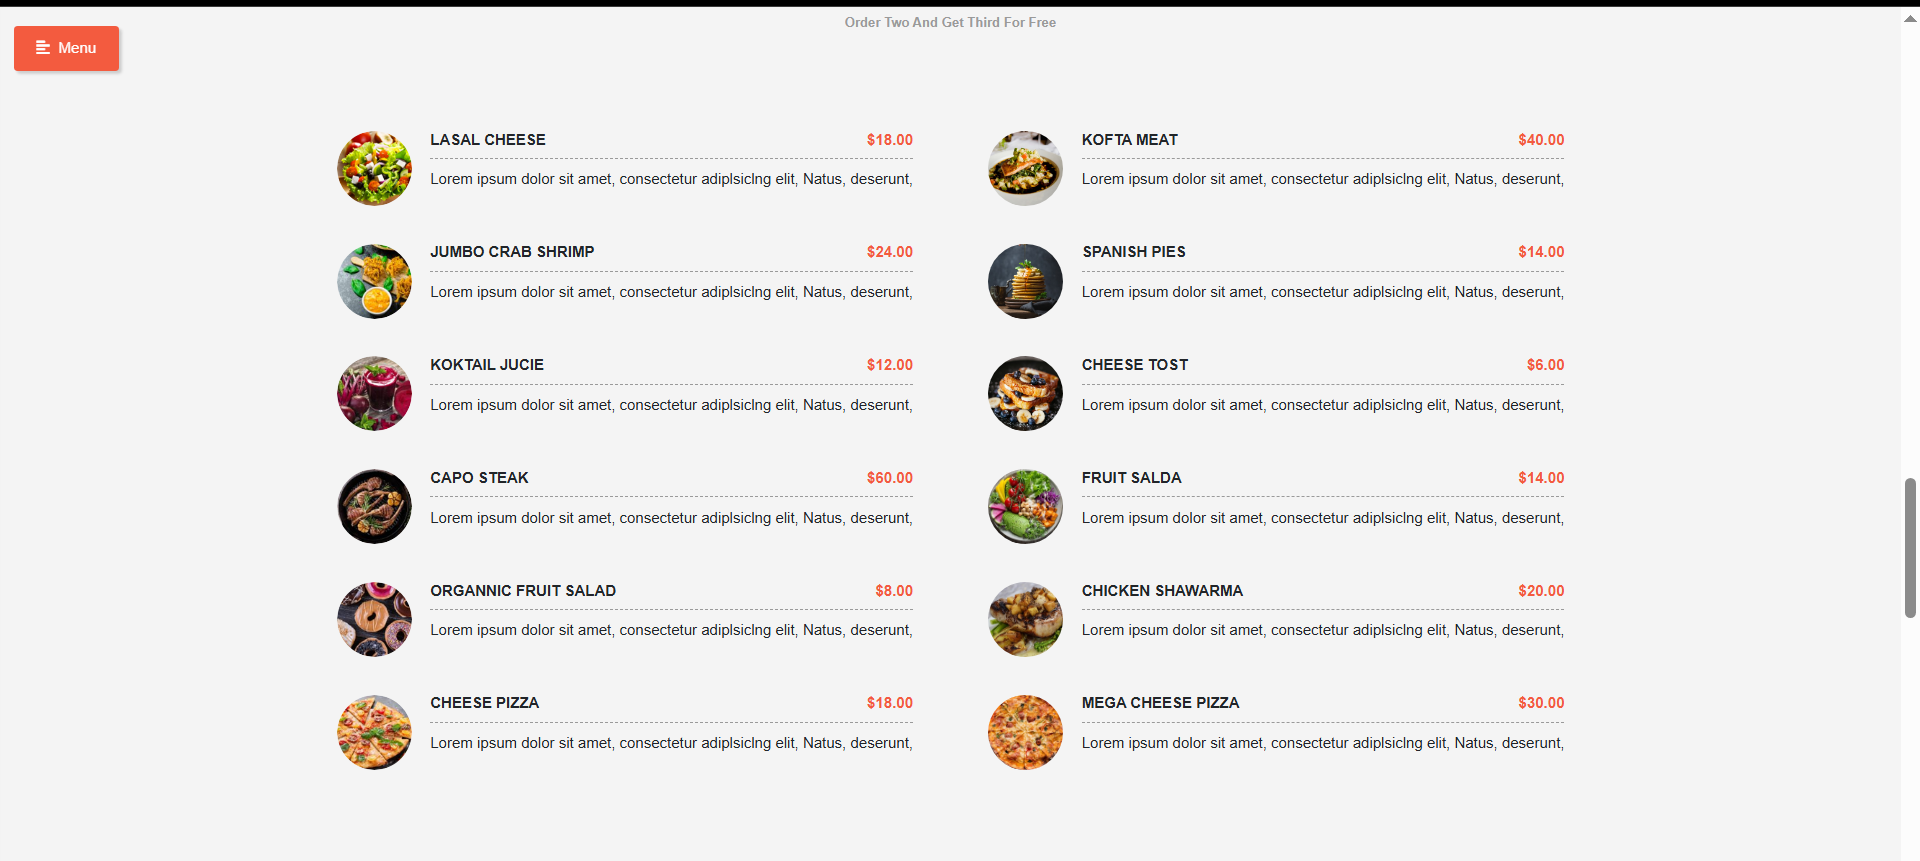 Order Two And Get Third For Free
Menu
LASAL CHEESE $18.00
Lorem ipsum dolor sit amet, consectetur adiplsiclng elit, Natus, deserunt,
KOFTA MEAT $40.00
Lorem ipsum dolor sit amet, consectetur adiplsiclng elit, Natus, deserunt,
JUMBO CRAB SHRIMP $24.00
Lorem ipsum dolor sit amet, consectetur adiplsiclng elit, Natus, deserunt,
SPANISH PIES $14.00
Lorem ipsum dolor sit amet, consectetur adiplsiclng elit, Natus, deserunt,
KOKTAIL JUCIE $12.00
Lorem ipsum dolor sit amet, consectetur adiplsiclng elit, Natus, deserunt,
CHEESE TOST $6.00
Lorem ipsum dolor sit amet, consectetur adiplsiclng elit, Natus, deserunt,
CAPO STEAK $60.00
Lorem ipsum dolor sit amet, consectetur adiplsiclng elit, Natus, deserunt,
FRUIT SALDA $14.00
Lorem ipsum dolor sit amet, consectetur adiplsiclng elit, Natus, deserunt,
ORGANNIC FRUIT SALAD $8.00
Lorem ipsum dolor sit amet, consectetur adiplsiclng elit, Natus, deserunt,
CHICKEN SHAWARMA $20.00
Lorem ipsum dolor sit amet, consectetur adiplsiclng elit, Natus, deserunt,
CHEESE PIZZA $18.00
Lorem ipsum dolor sit amet, consectetur adiplsiclng elit, Natus, deserunt,
MEGA CHEESE PIZZA $30.00
Lorem ipsum dolor sit amet, consectetur adiplsiclng elit, Natus, deserunt,